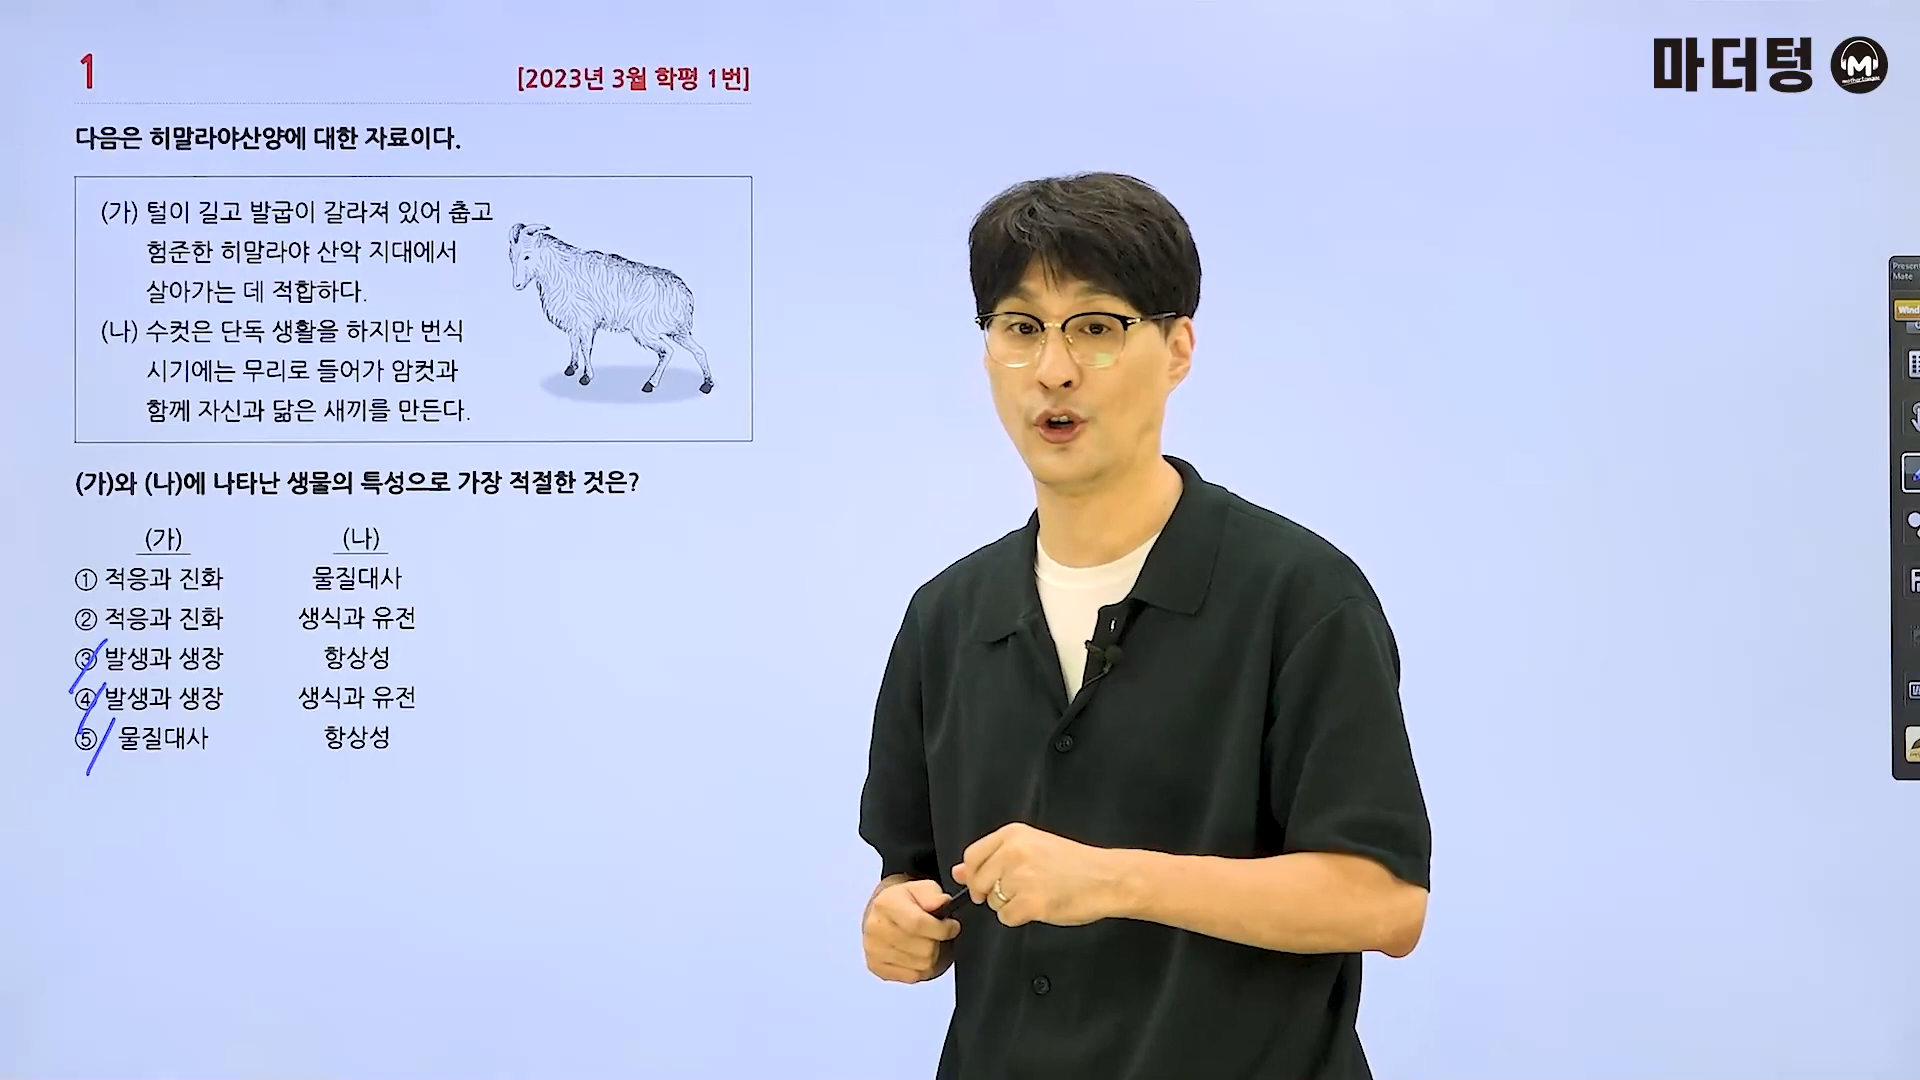 마더텅
M
1
[2023년 3월 학평 1번]
다음은 히말라야산양에 대한 자료이다.
(가) 털이 길고 발굽이 갈라져 있어 춥고
험준한 히말라야 산악 지대에서
살아가는 데 적합하다.
(나) 수컷은 단독 생활을 하지만 번식
시기에는 무리로 들어가 암컷과
함께 자신과 닮은 새끼를 만든다.
(가)와 (나)에 나타난 생물의 특성으로 가장 적절한 것은?
(가) (나)
① 적응과 진화 물질대사
② 적응과 진화 생식과 유전
③ 발생과 생장 항상성
④ 발생과 생장 생식과 유전
⑤ 물질대사 항상성
Present
Mate
Wind